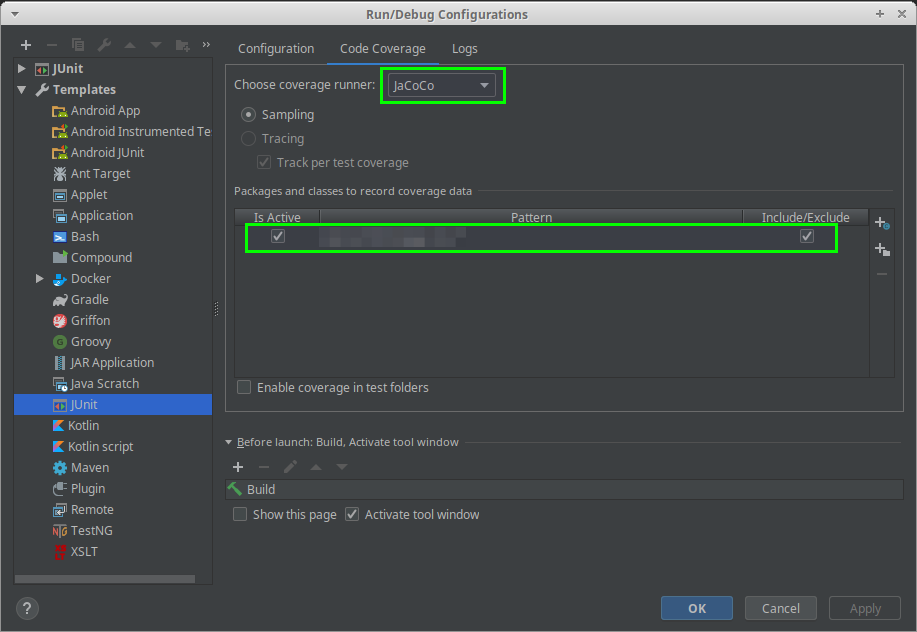 Run/Debug Configurations
JUnit
Templates
Android App
Android Instrumented Te
Android JUnit
Ant Target
Applet
Application
Bash
Compound
Docker
Gradle
Griffon
Groovy
JAR Application
Java Scratch
JUnit
Kotlin
Kotlin script
Maven
Plugin
Remote
TestNG
XSLT
Configuration Code Coverage Logs
Choose coverage runner: JaCoCo
Sampling
Tracing
Track per test coverage
Packages and classes to record coverage data
Is Active Pattern Include/Exclude
Enable coverage in test folders
Before launch: Build, Activate tool window
Build
Show this page Activate tool window
? OK Cancel Apply